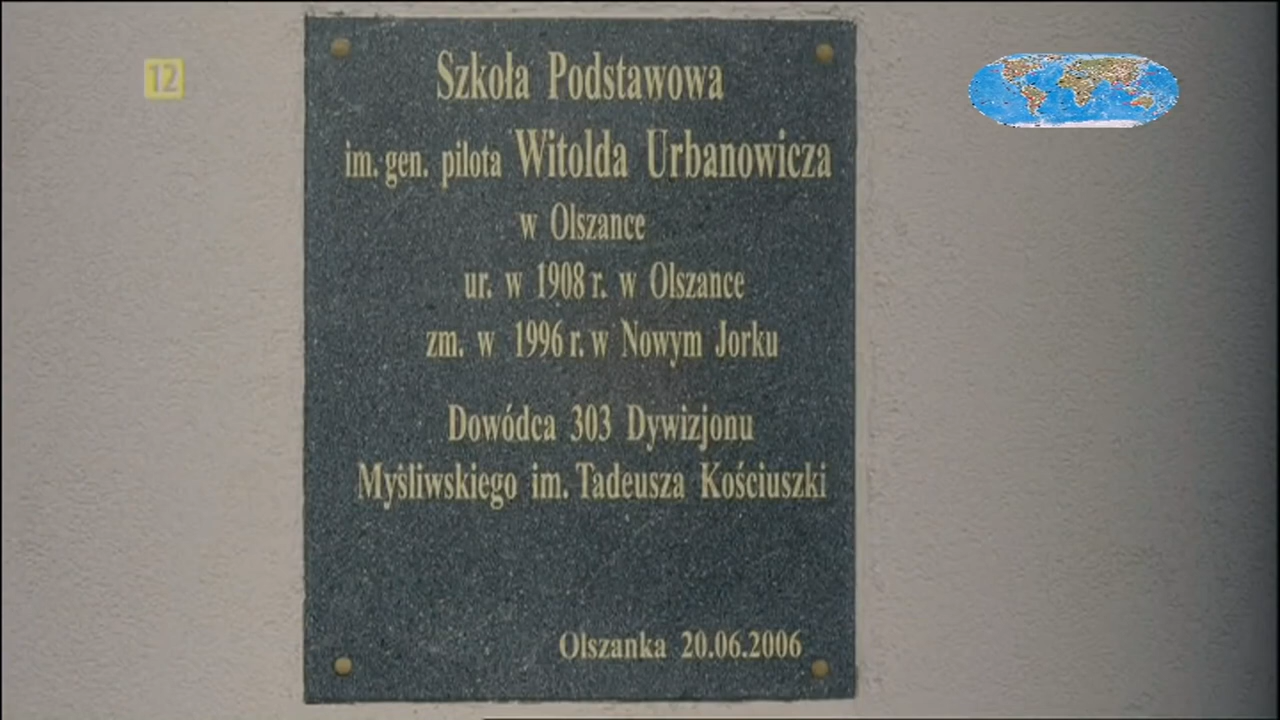 12
Szkoła Podstawowa
im. gen. pilota Witolda Urbanowicza
w Olszance
ur. w 1908 r. w Olszance
zm. w 1996 r. w Nowym Jorku
Dowódca 303 Dywizjonu
Myśliwskiego im. Tadeusza Kościuszki
Olszanka 20.06.2006